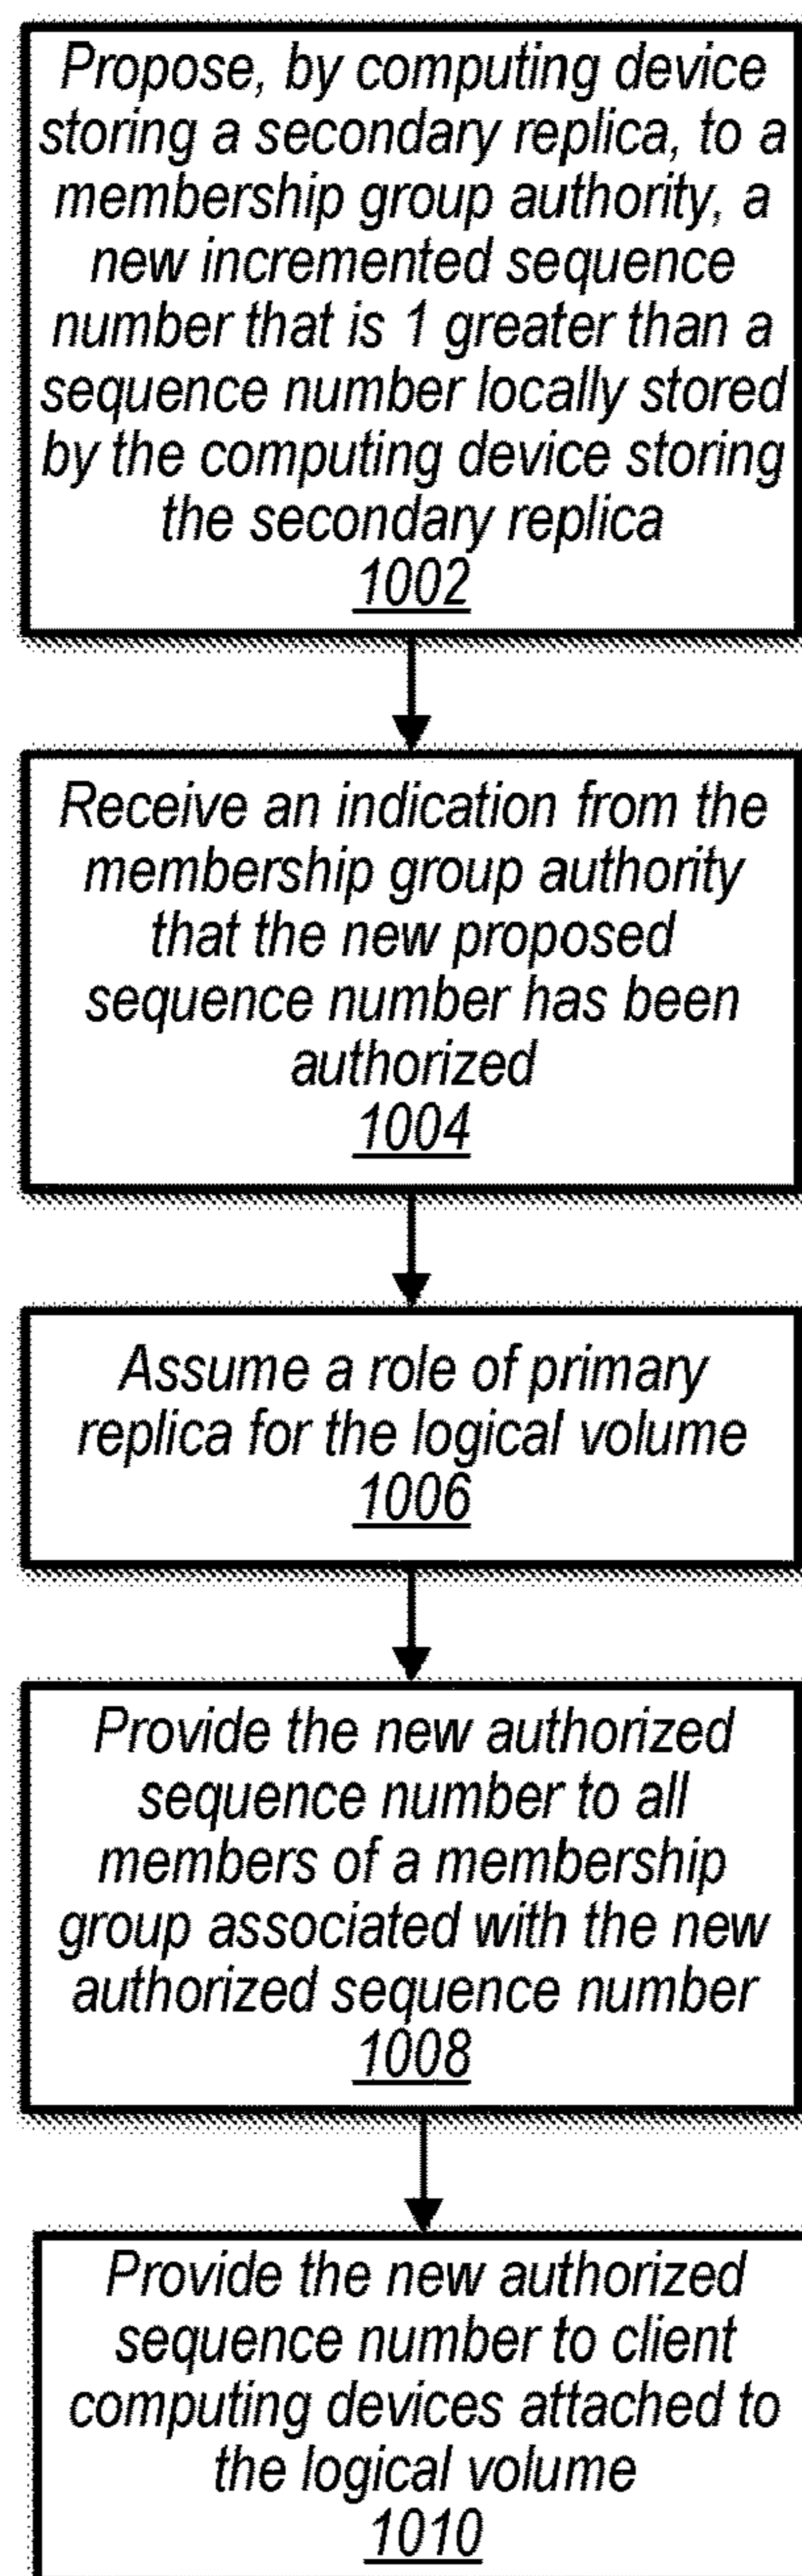 Propose, by computing device
storing a secondary replica, to a
membership group authority, a
new incremented sequence
number that is 1 greater than a
sequence number locally stored
by the computing device storing
the secondary replica
1002
Receive an indication from the
membership group authority
that the new proposed
sequence number has been
authorized
1004
Assume a role of primary
replica for the logical volume
1006
Provide the new authorized
sequence number to all
members of a membership
group associated with the new
authorized sequence number
1008
Provide the new authorized
sequence number to client
computing devices attached to
the logical volume
1010